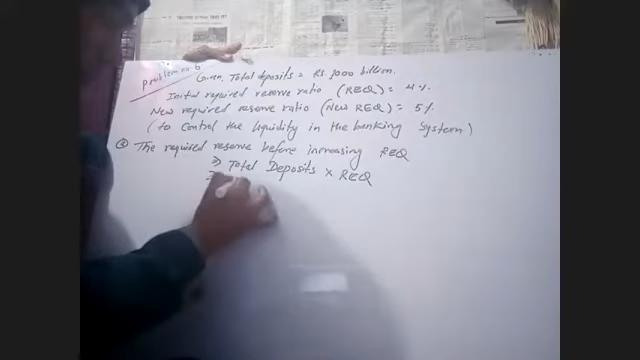 Problem no 6
Given, Total deposits = Rs. 2000 billion.
Initial required reserve ratio (REQ) = 4%.
New required reserve ratio (New REQ) = 5%
(to control the liquidity in the banking system)
The required reserve before increasing REQ
⇒ Total Deposits × REQ